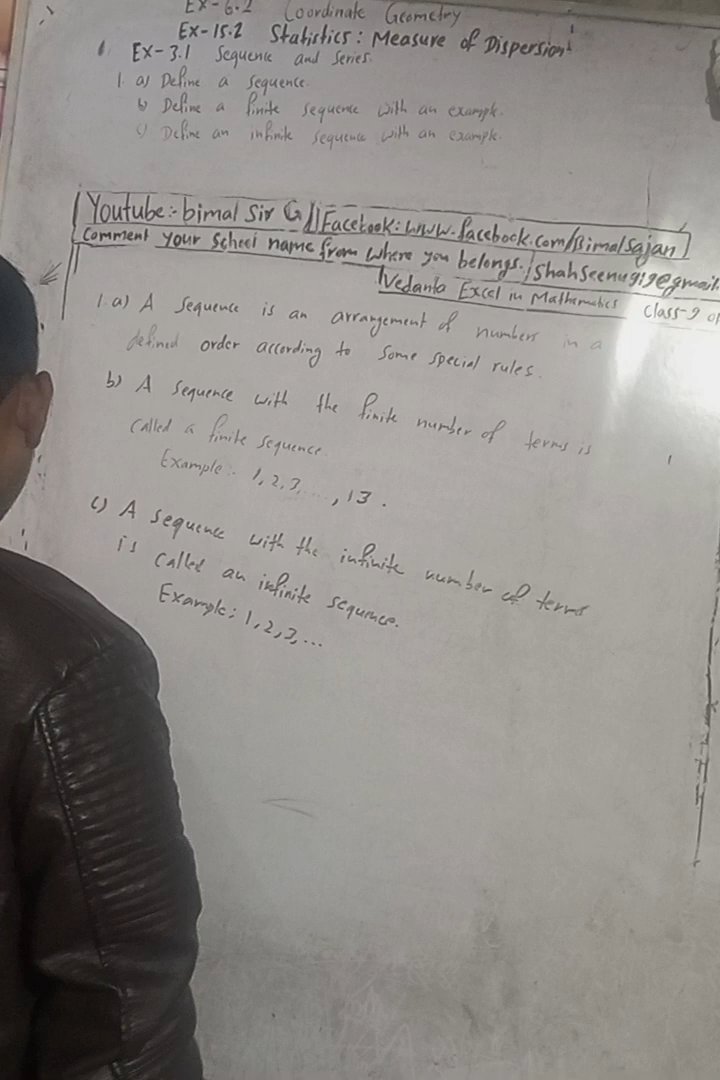 Ex-6.2 Coordinate Geometry
Ex-15.2 Statistics: Measure of Dispersion
Ex-3.1 Sequence and Series.
1. a) Define a sequence.
b) Define a finite sequence with an example.
c) Define an infinite sequence with an example.
Youtube:- bimal Sir G || Facebook: www.facebook.com/Bimalsajan
Comment your School name from where you belongs. / Shahseenu9i9@gmail.
Vedanta Excel in Mathematics Class-9 or
1.a) A sequence is an arrangement of numbers in a
defined order according to some special rules.
b) A sequence with the finite number of terms is
called a finite sequence.
Example:- 1,2,3,...,13.
c) A sequence with the infinite number of terms
is called an infinite sequence.
Example: 1,2,3,...